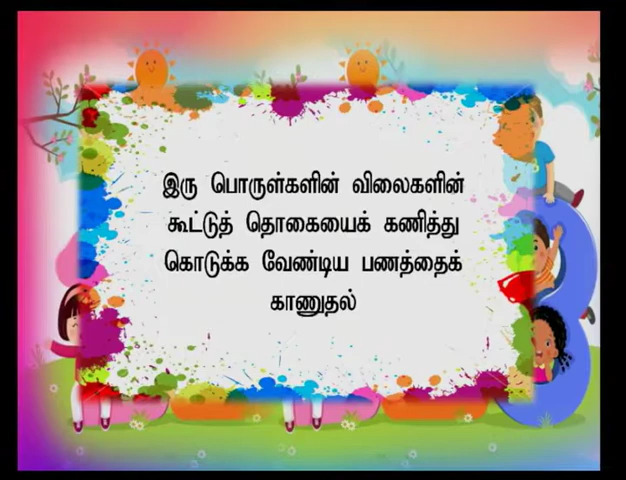 இரு பொருள்களின் விலைகளின்
கூட்டுத் தொகையைக் கணித்து
கொடுக்க வேண்டிய பணத்தைக்
காணுதல்